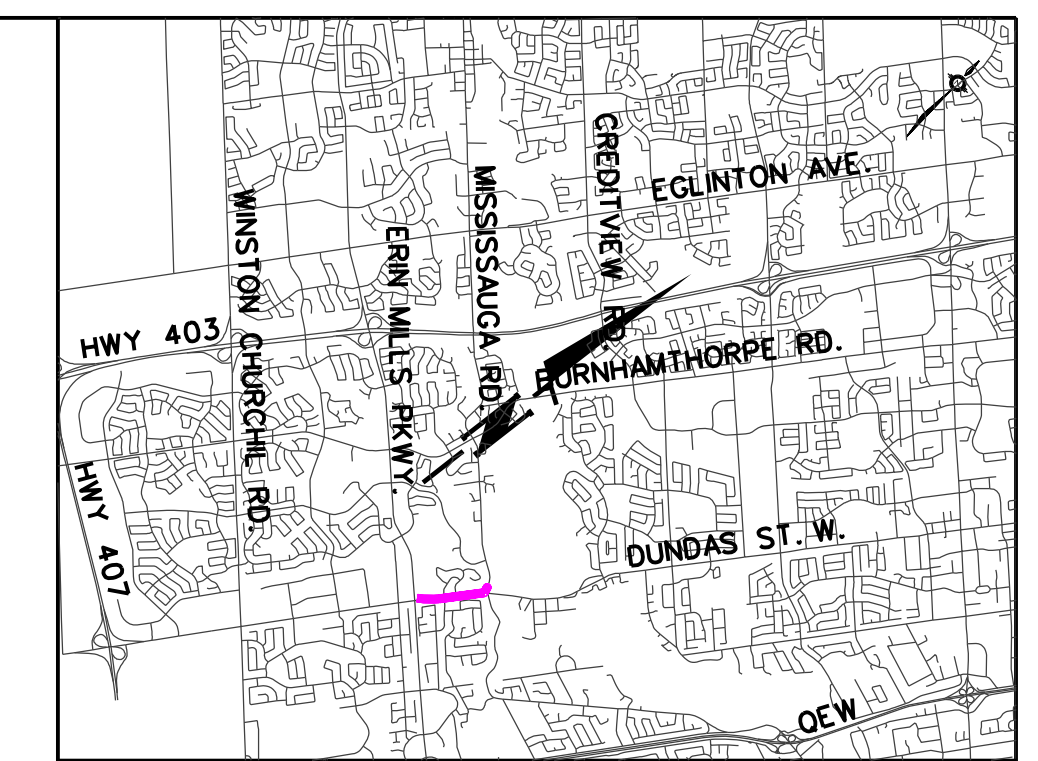 CREDITVIEW RD.
EGLINTON AVE.
MISSISSAUGA RD.
WINSTON CHURCHIL RD.
ERIN MILLS PKWY.
HWY 403
BURNHAMTHORPE RD.
HWY 407
DUNDAS ST. W.
QEW